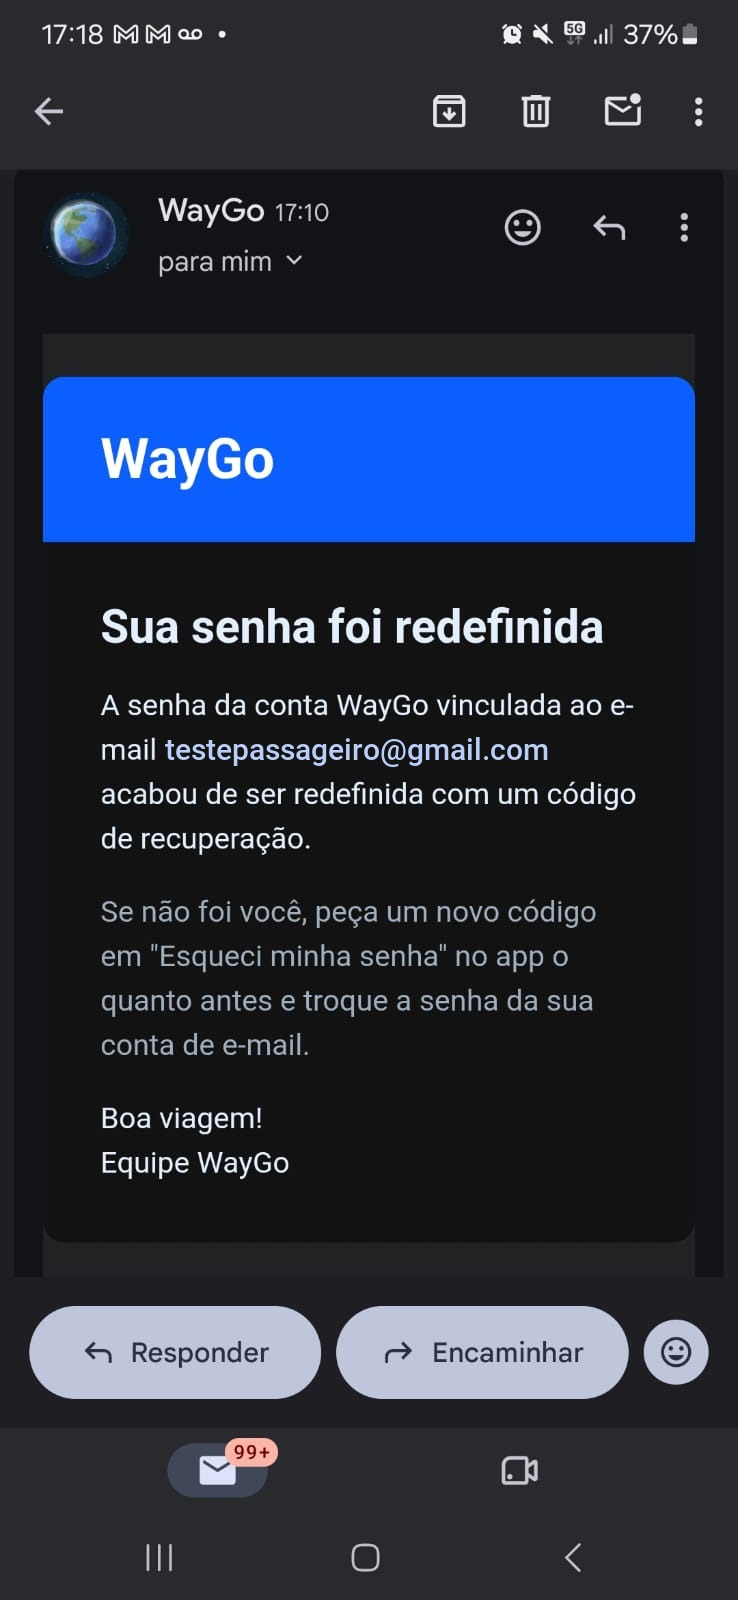 17:18
5G
37%
WayGo 17:10
para mim
WayGo
Sua senha foi redefinida
A senha da conta WayGo vinculada ao e-
mail testepassageiro@gmail.com
acabou de ser redefinida com um código
de recuperação.
Se não foi você, peça um novo código
em "Esqueci minha senha" no app o
quanto antes e troque a senha da sua
conta de e-mail.
Boa viagem!
Equipe WayGo
Responder
Encaminhar
99+